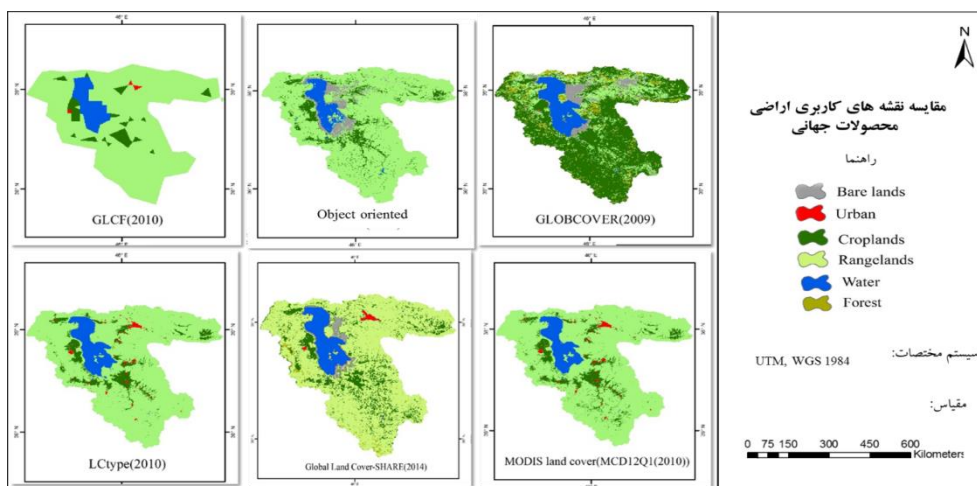 GLCF(2010)
Object oriented
GLOBCOVER(2009)
LCtype(2010)
Global Land Cover-SHARE(2014)
MODIS land cover(MCD12Q1(2010))
N
مقایسه نقشه های کاربری اراضی
محصولات جهانی
راهنما
Bare lands
Urban
Croplands
Rangelands
Water
Forest
سیستم مختصات:
UTM, WGS 1984
مقیاس:
0 75 150 300 450 600
Kilometers